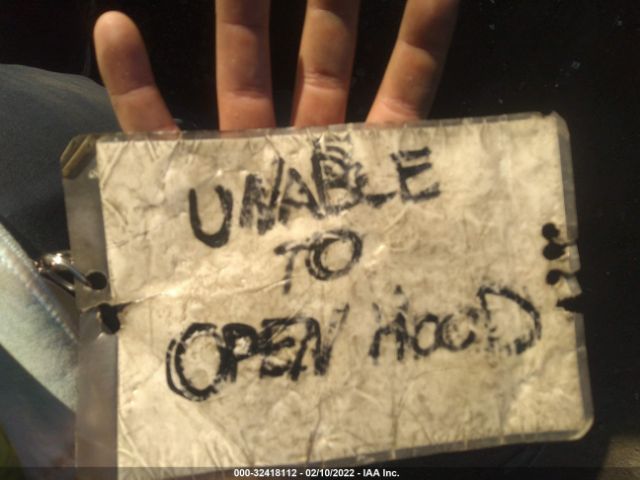 UNABLE
TO
OPEN HOOD
000-32418112 - 02/10/2022 - IAA Inc.